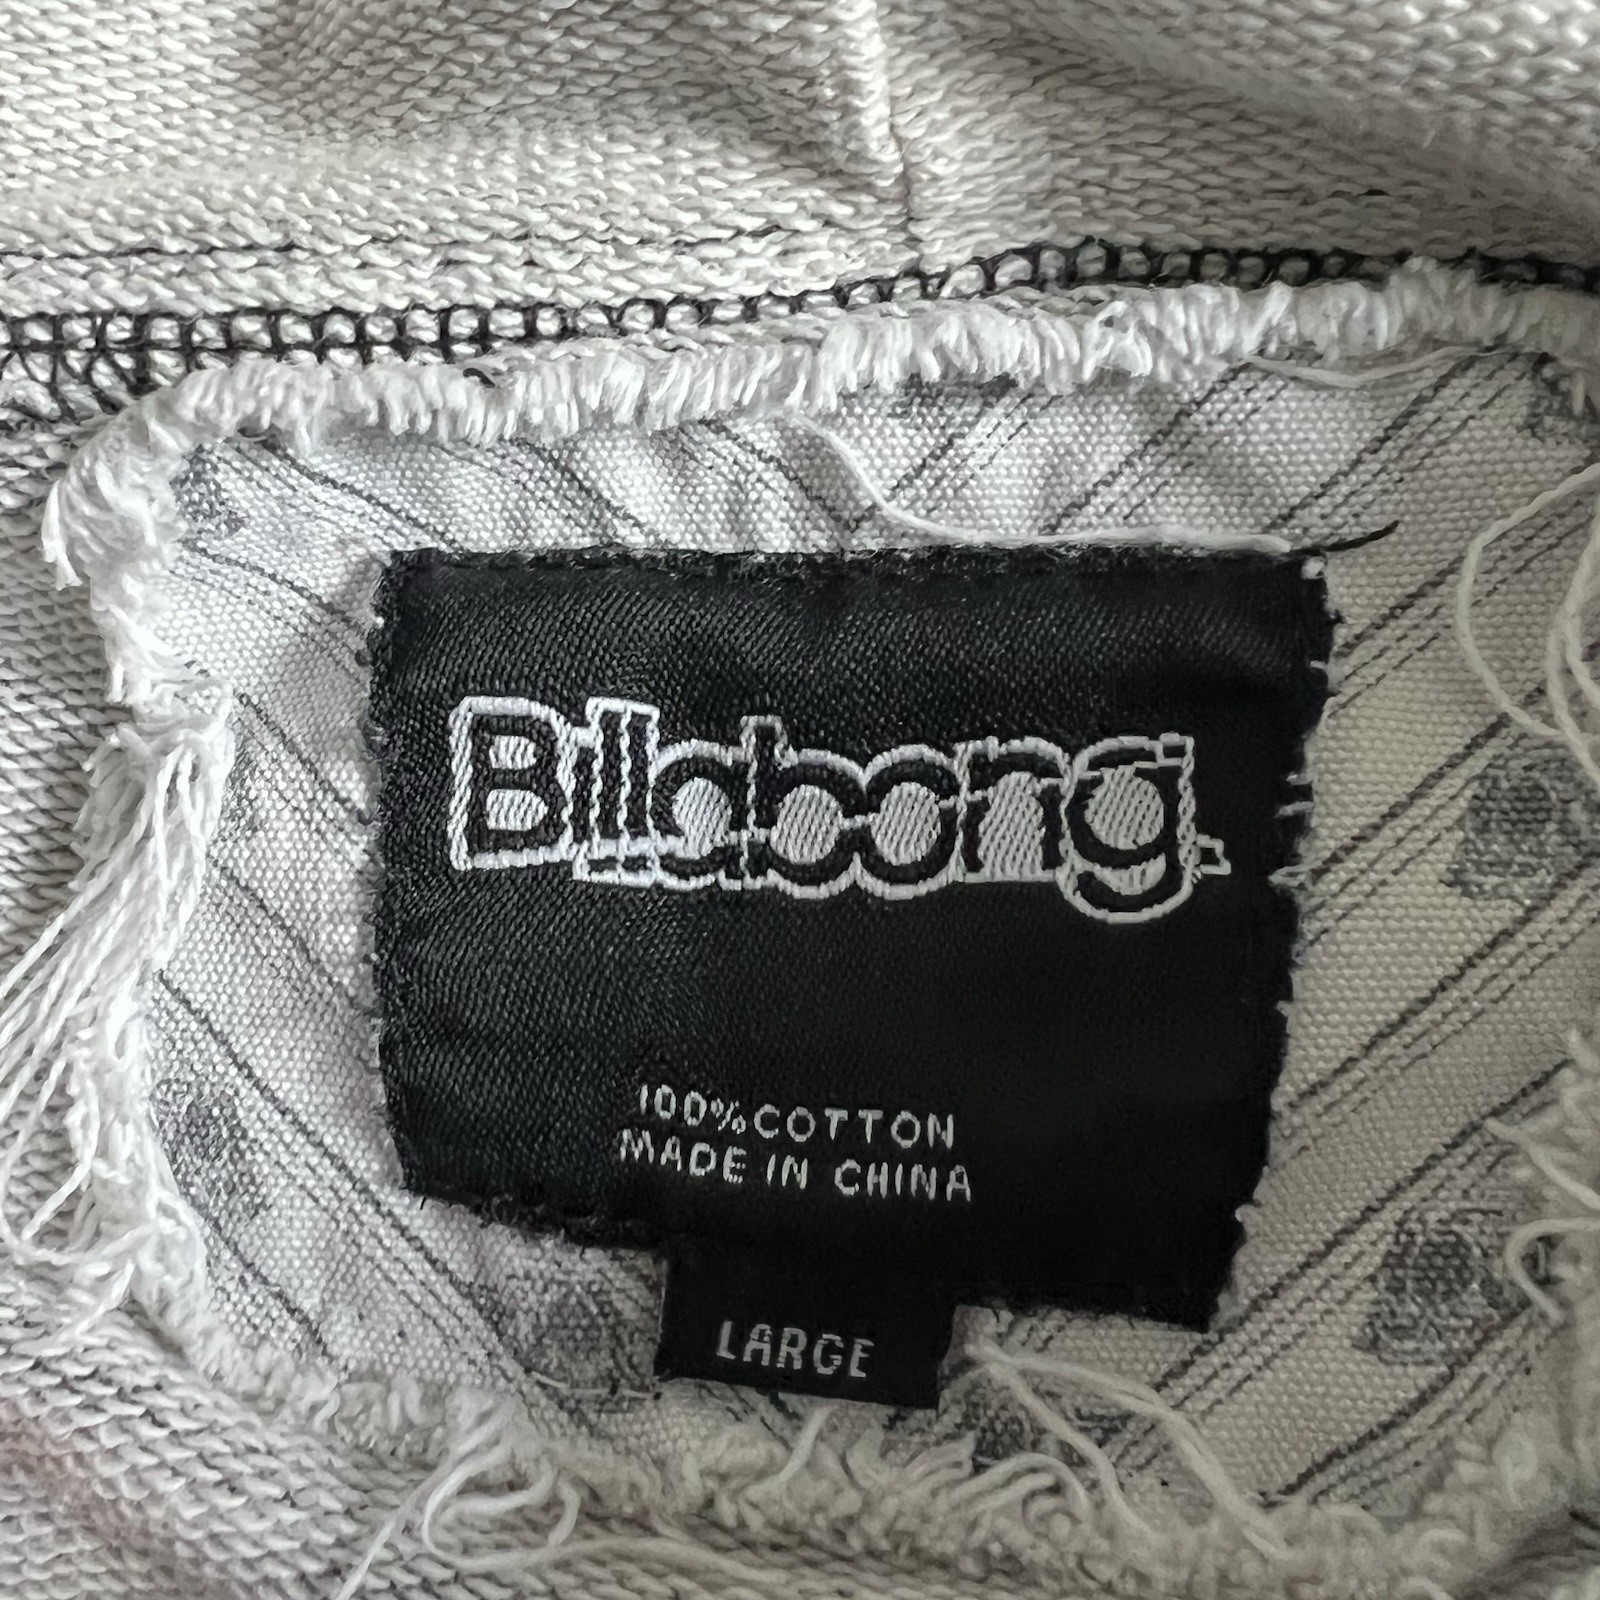 Billabong
100%COTTON
MADE IN CHINA
LARGE